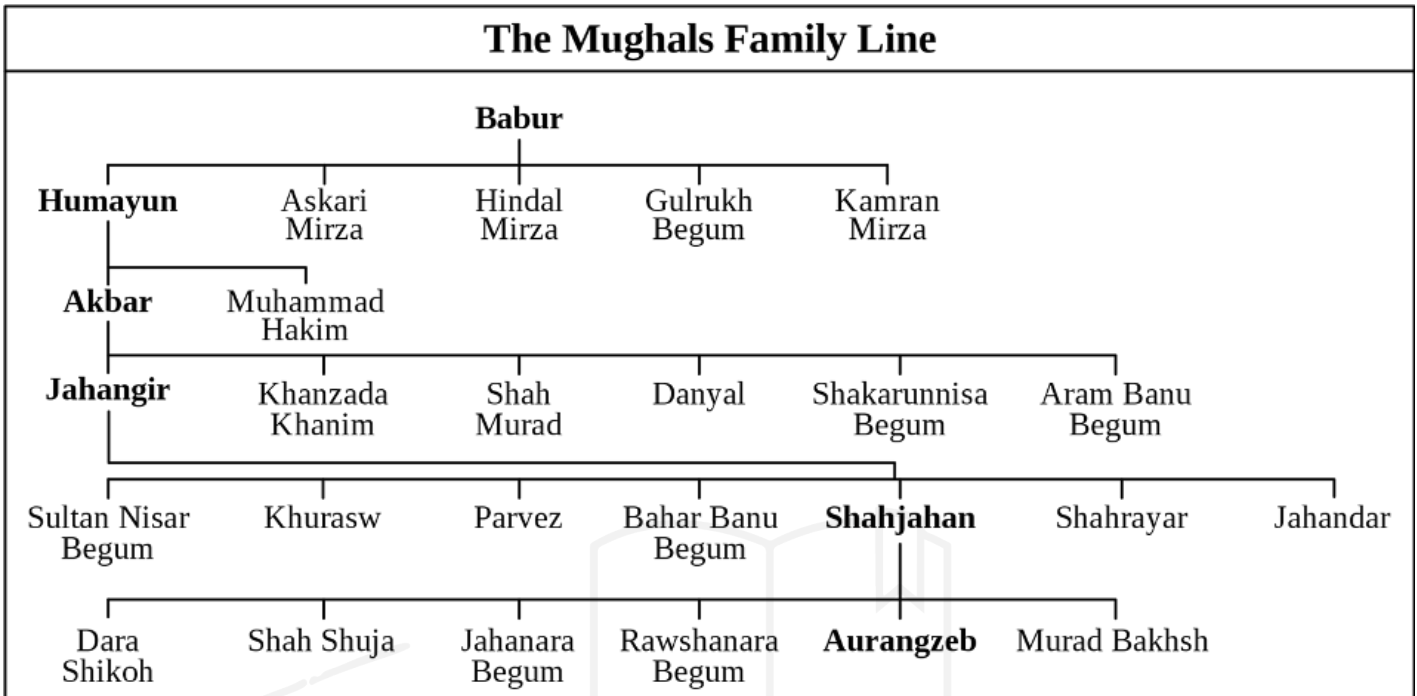 The Mughals Family Line
Babur
Humayun
Askari
Mirza
Hindal
Mirza
Gulrukh
Begum
Kamran
Mirza
Akbar
Muhammad
Hakim
Jahangir
Khanzada
Khanim
Shah
Murad
Danyal
Shakarunnisa
Begum
Aram Banu
Begum
Sultan Nisar
Begum
Khurasw
Parvez
Bahar Banu
Begum
Shahjahan
Shahrayar
Jahandar
Dara
Shikoh
Shah Shuja
Jahanara
Begum
Rawshanara
Begum
Aurangzeb
Murad Bakhsh